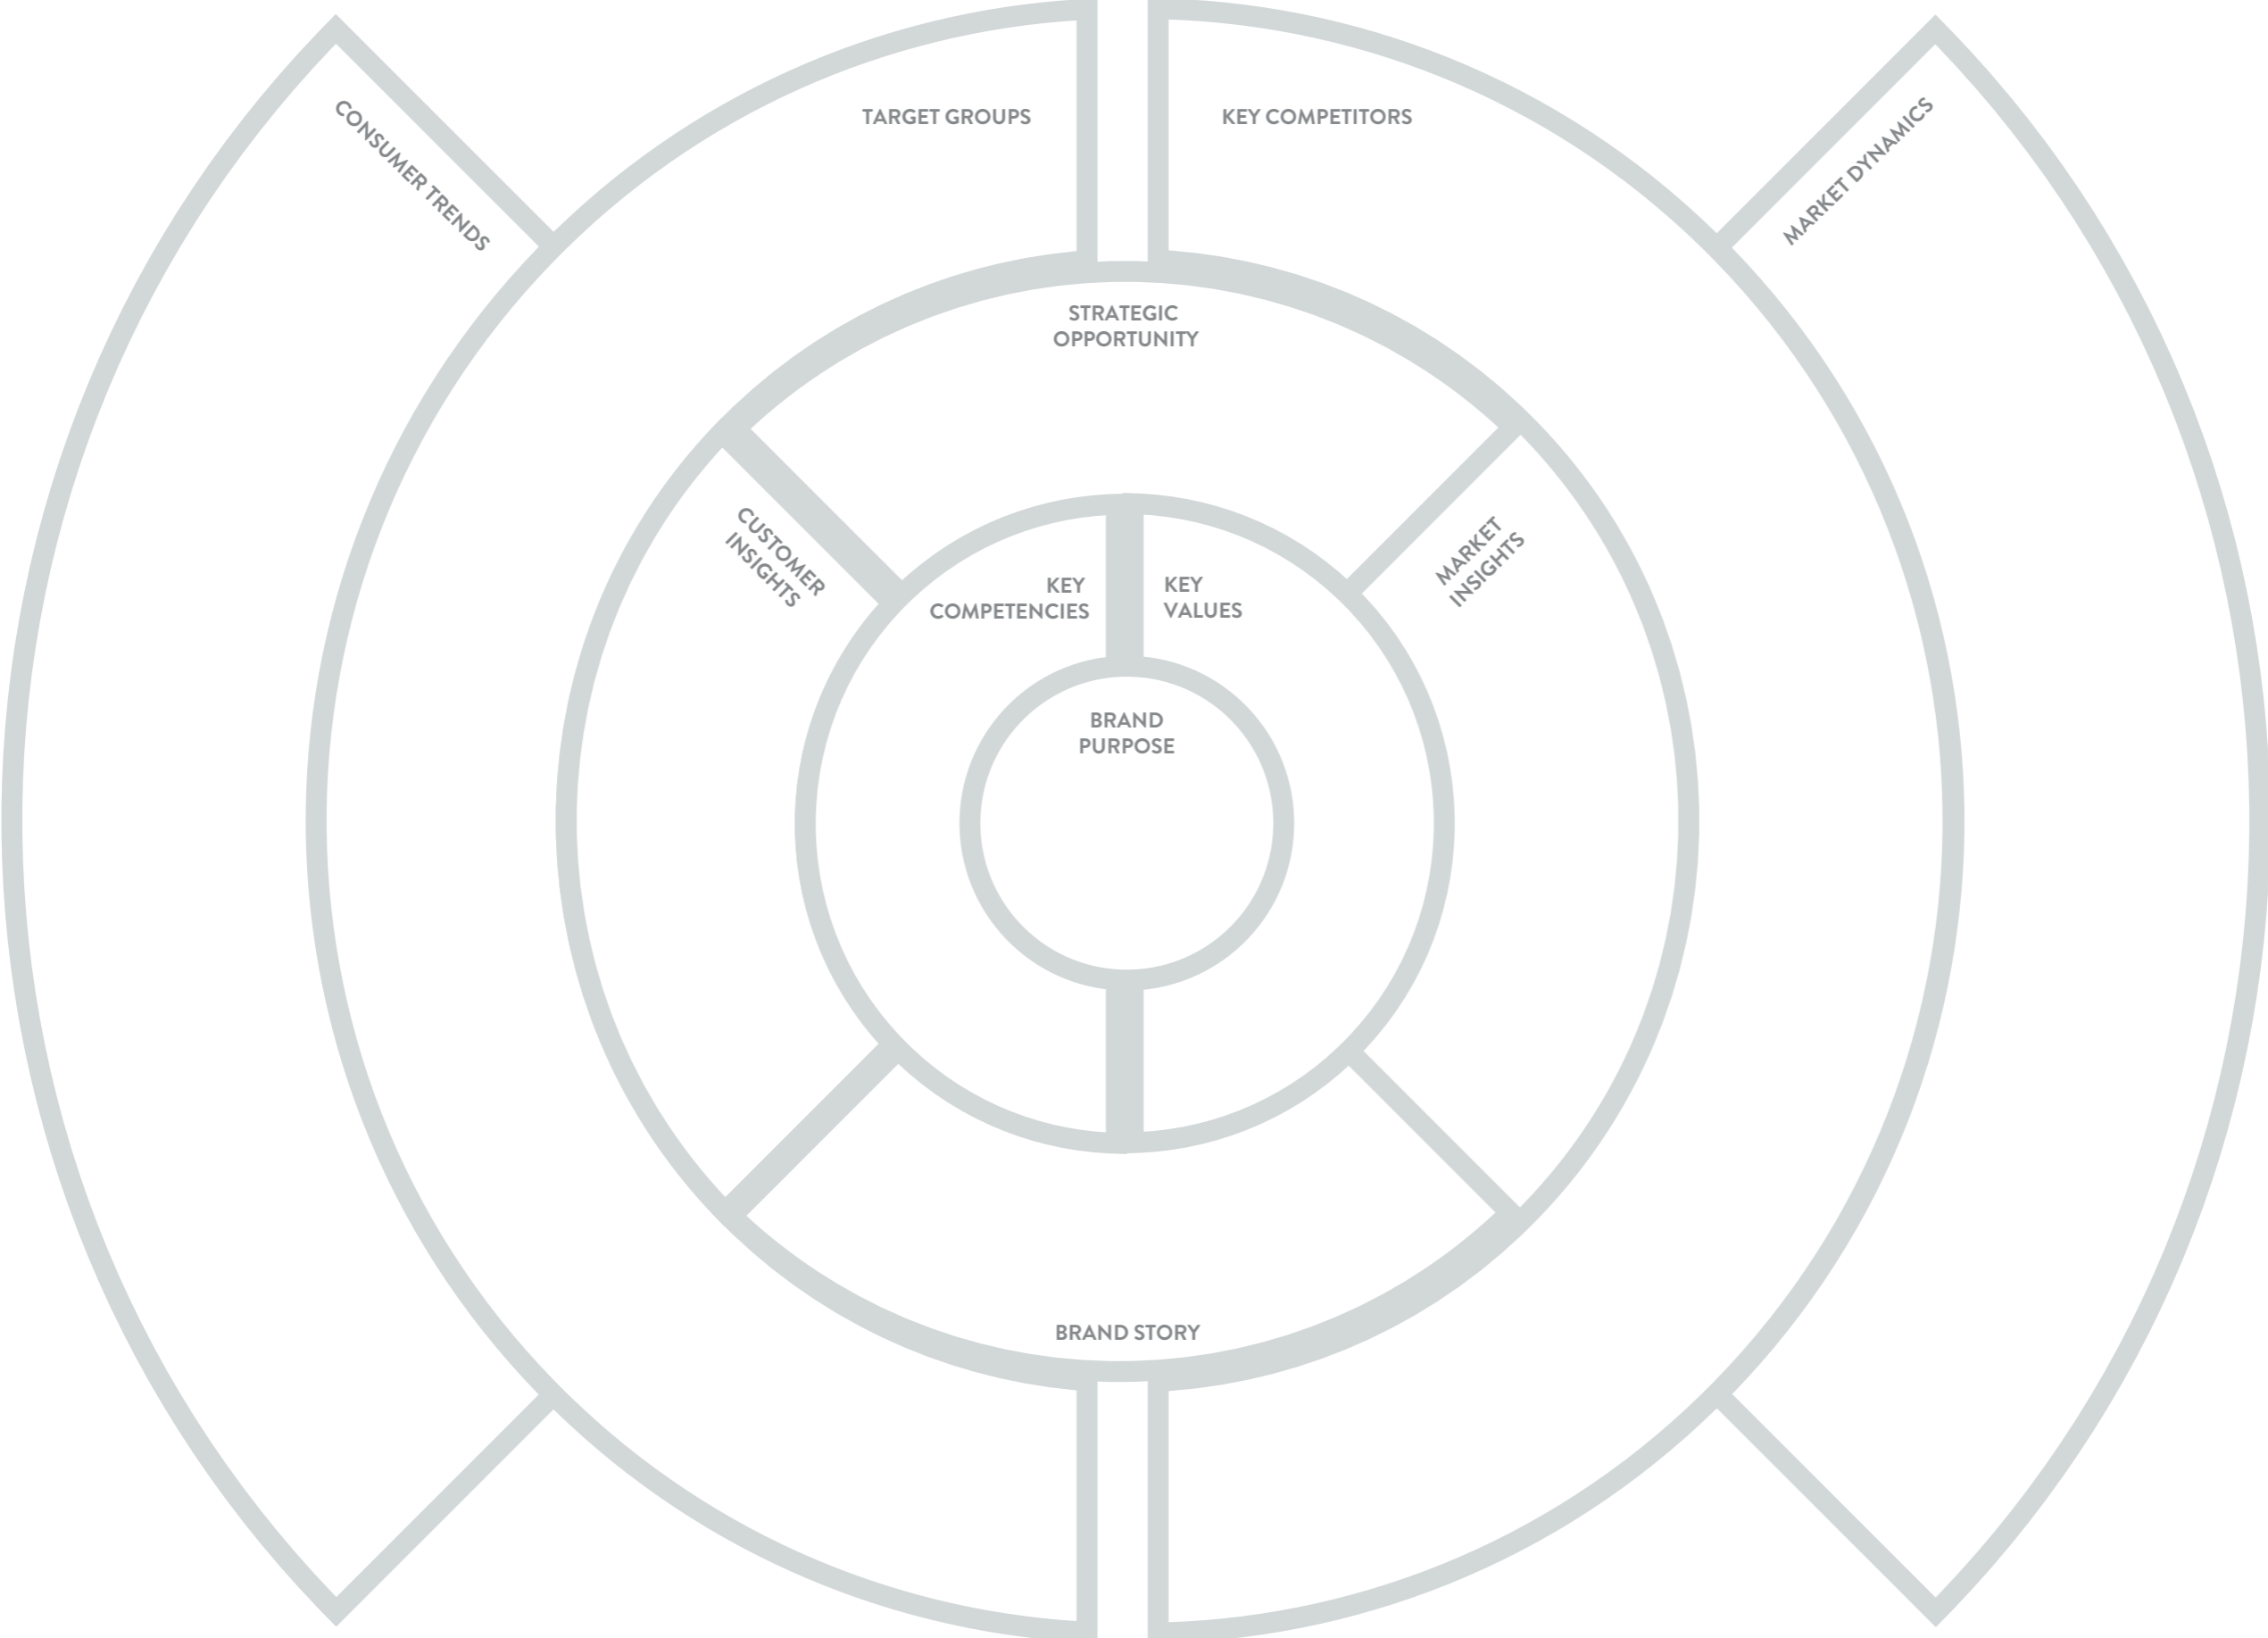 CONSUMER TRENDS
TARGET GROUPS
KEY COMPETITORS
MARKET DYNAMICS
STRATEGIC
OPPORTUNITY
CUSTOMER
INSIGHTS
KEY
COMPETENCIES
KEY
VALUES
MARKET
INSIGHTS
BRAND
PURPOSE
BRAND STORY